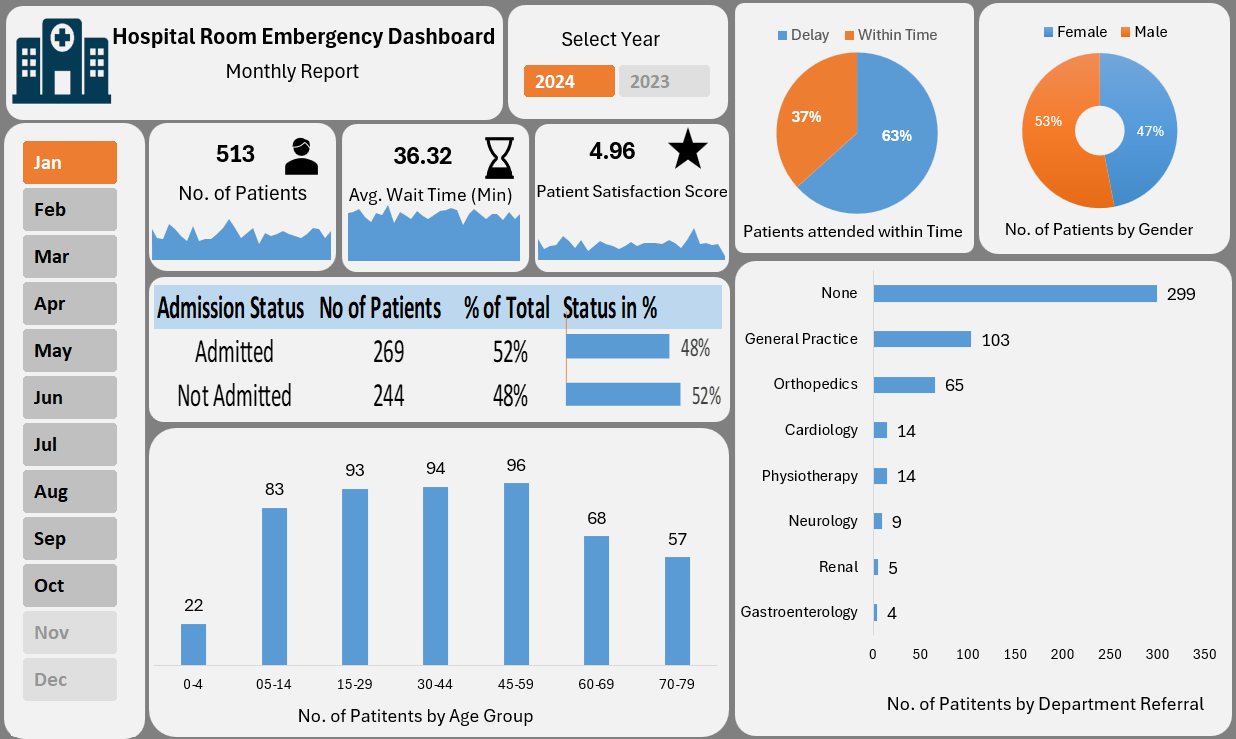 Hospital Room Embergency Dashboard
Monthly Report
Select Year
2024 2023
Jan
Feb
Mar
Apr
May
Jun
Jul
Aug
Sep
Oct
Nov
Dec
513
No. of Patients
36.32
Avg. Wait Time (Min)
4.96
Patient Satisfaction Score
Delay Within Time
37% 63%
Patients attended within Time
Female Male
53% 47%
No. of Patients by Gender
Admission Status No of Patients % of Total Status in %
Admitted 269 52% 48%
Not Admitted 244 48% 52%
22 83 93 94 96 68 57
0-4 05-14 15-29 30-44 45-59 60-69 70-79
No. of Patitents by Age Group
None 299
General Practice 103
Orthopedics 65
Cardiology 14
Physiotherapy 14
Neurology 9
Renal 5
Gastroenterology 4
0 50 100 150 200 250 300 350
No. of Patitents by Department Referral